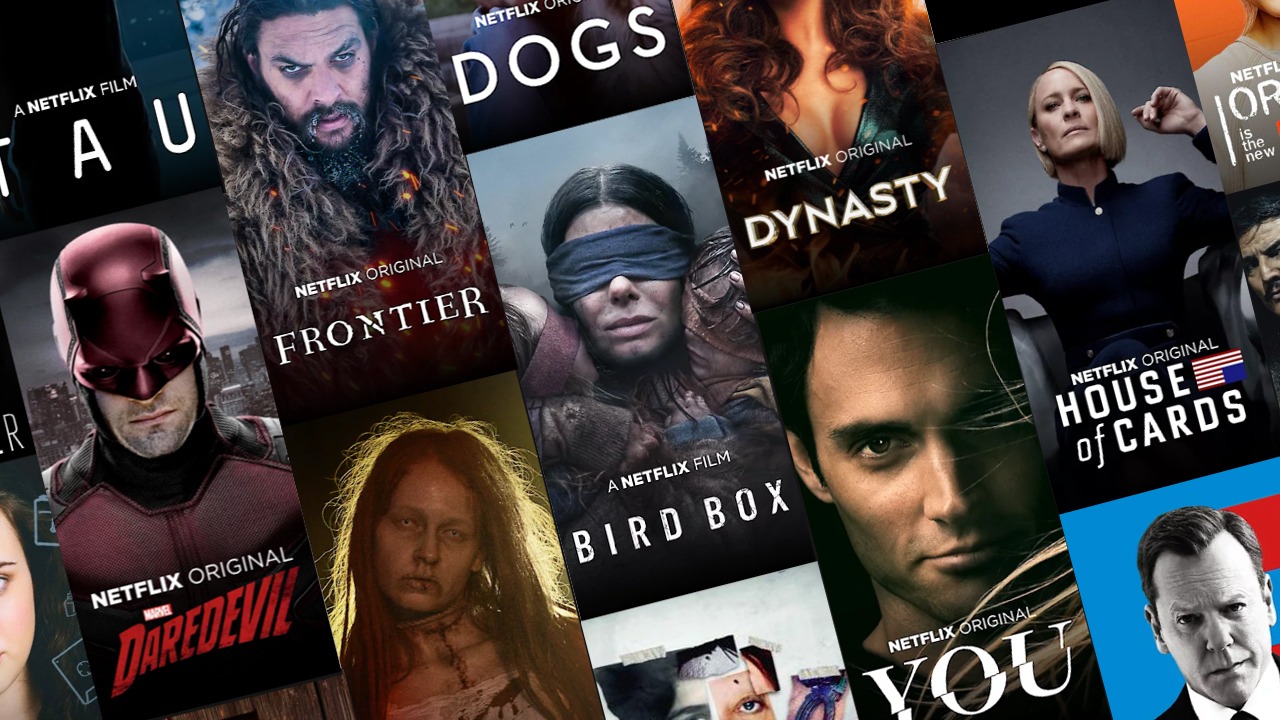 A NETFLIX FILM
T A U
NETFLIX
DOGS
NETFLIX ORIGINAL
DYNASTY
NETFLIX ORIGINAL
FRONTIER
NETFLIX ORIGINAL
HOUSE
of CARDS
is
the
new
A NETFLIX FILM
BIRD BOX
NETFLIX ORIGINAL
MARVEL
DAREDEVIL
NETFLIX ORIGINAL
YOU